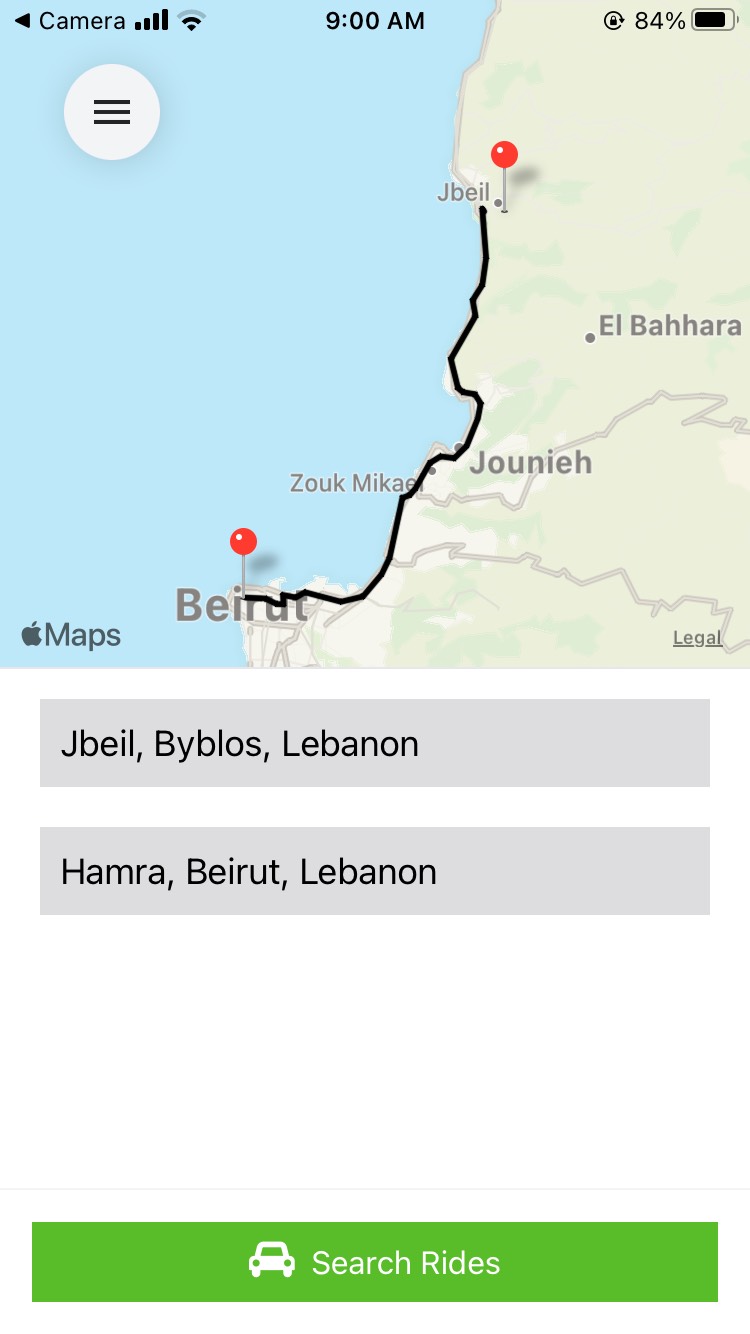 Camera 9:00 AM 84%
Jbeil
El Bahhara
Jounieh
Zouk Mikael
Beirut
Maps
Legal
Jbeil, Byblos, Lebanon
Hamra, Beirut, Lebanon
Search Rides